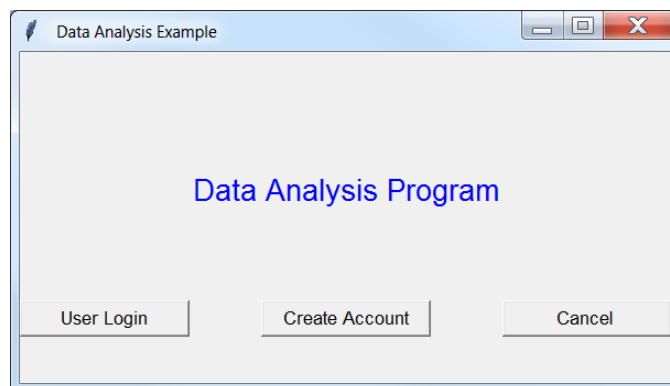 Data Analysis Example
Data Analysis Program
User Login Create Account Cancel